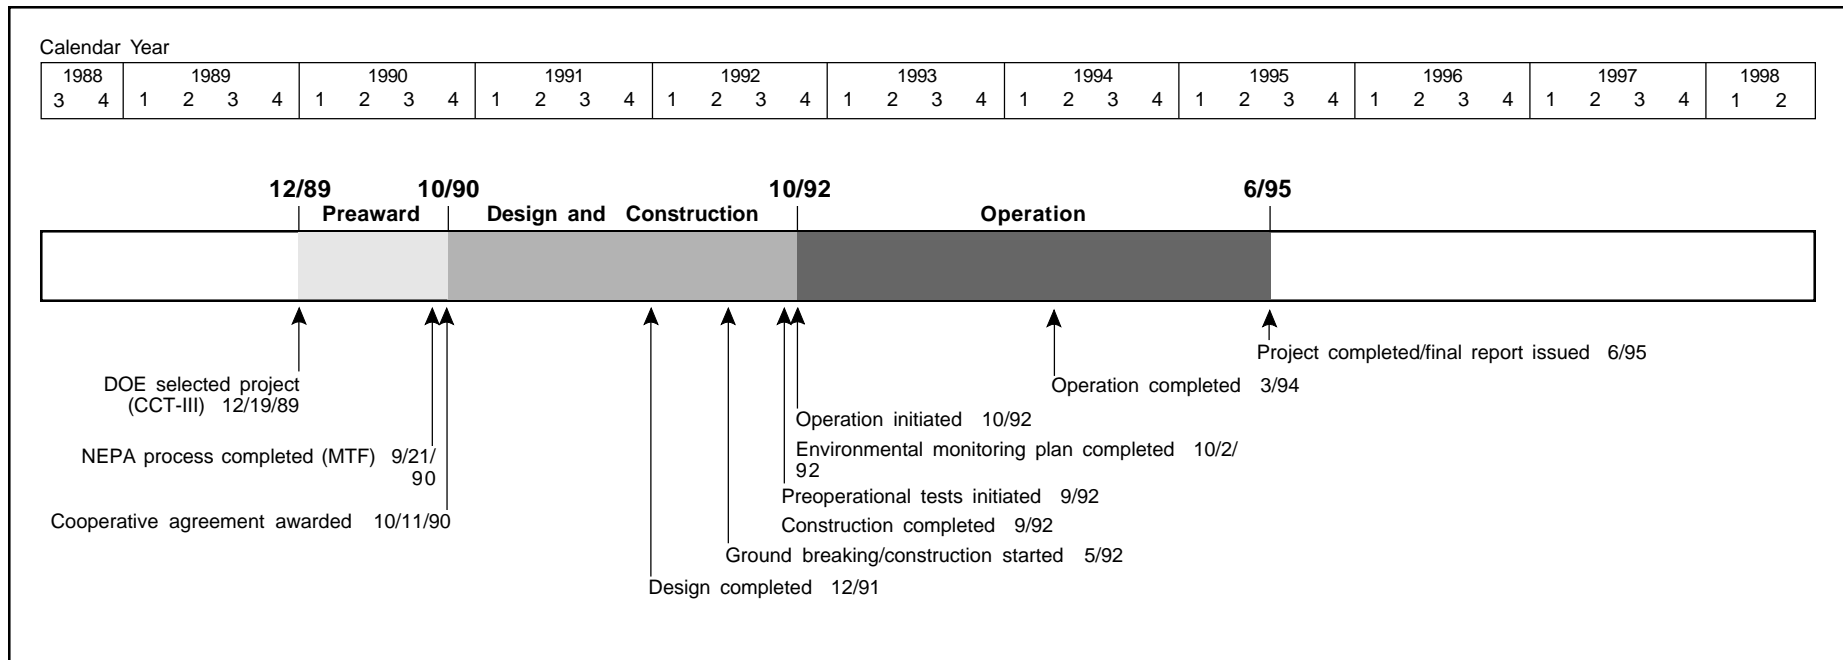 Calendar Year
1988 1989 1990 1991 1992 1993 1994 1995 1996 1997 1998
3 4 1 2 3 4 1 2 3 4 1 2 3 4 1 2 3 4 1 2 3 4 1 2 3 4 1 2 3 4 1 2 3 4 1 2 3 4 1 2
12/89 10/90 10/92 6/95
Preaward Design and Construction Operation
DOE selected project
(CCT-III) 12/19/89
NEPA process completed (MTF) 9/21/
90
Cooperative agreement awarded 10/11/90
Project completed/final report issued 6/95
Operation completed 3/94
Operation initiated 10/92
Environmental monitoring plan completed 10/2/
92
Preoperational tests initiated 9/92
Construction completed 9/92
Ground breaking/construction started 5/92
Design completed 12/91